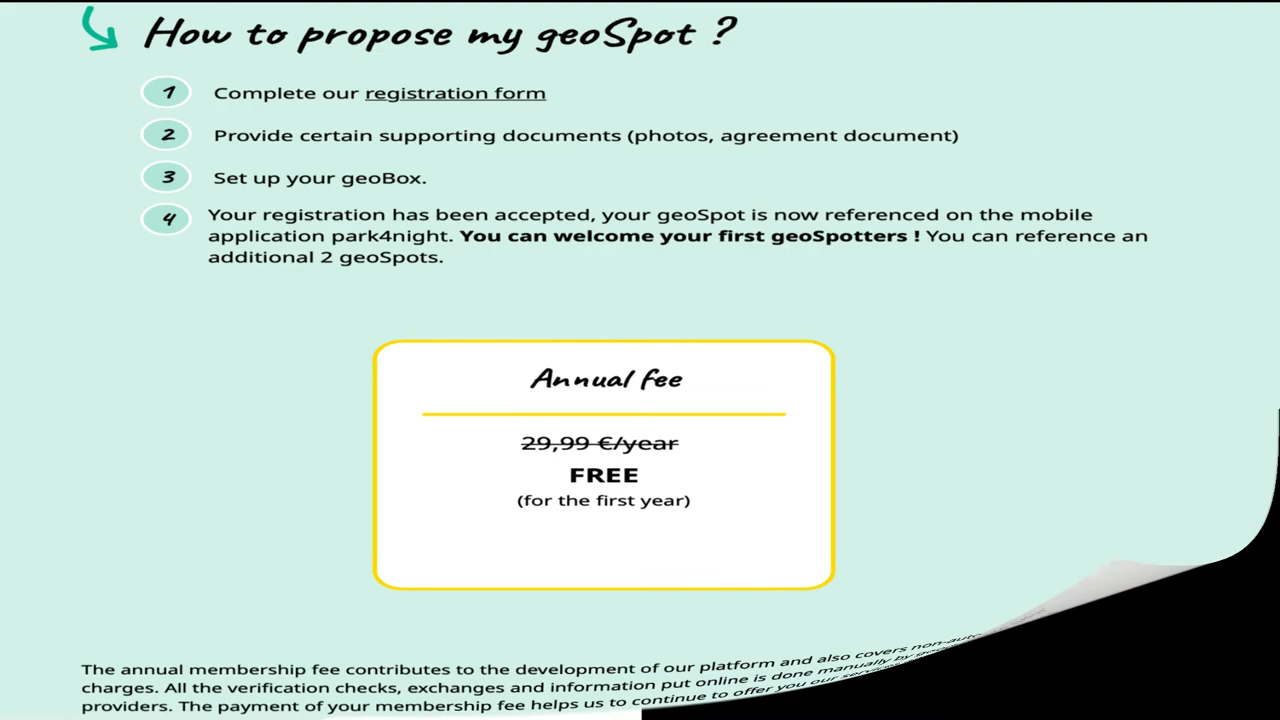 How to propose my geoSpot ?
1 Complete our registration form
2 Provide certain supporting documents (photos, agreement document)
3 Set up your geoBox.
4 Your registration has been accepted, your geoSpot is now referenced on the mobile
application park4night. You can welcome your first geoSpotters ! You can reference an
additional 2 geoSpots.
Annual fee
29,99 €/year
FREE
(for the first year)
The annual membership fee contributes to the development of our platform and also covers
charges. All the verification checks, exchanges and information put online is done manually by
providers. The payment of your membership fee helps us to continue to offer you our